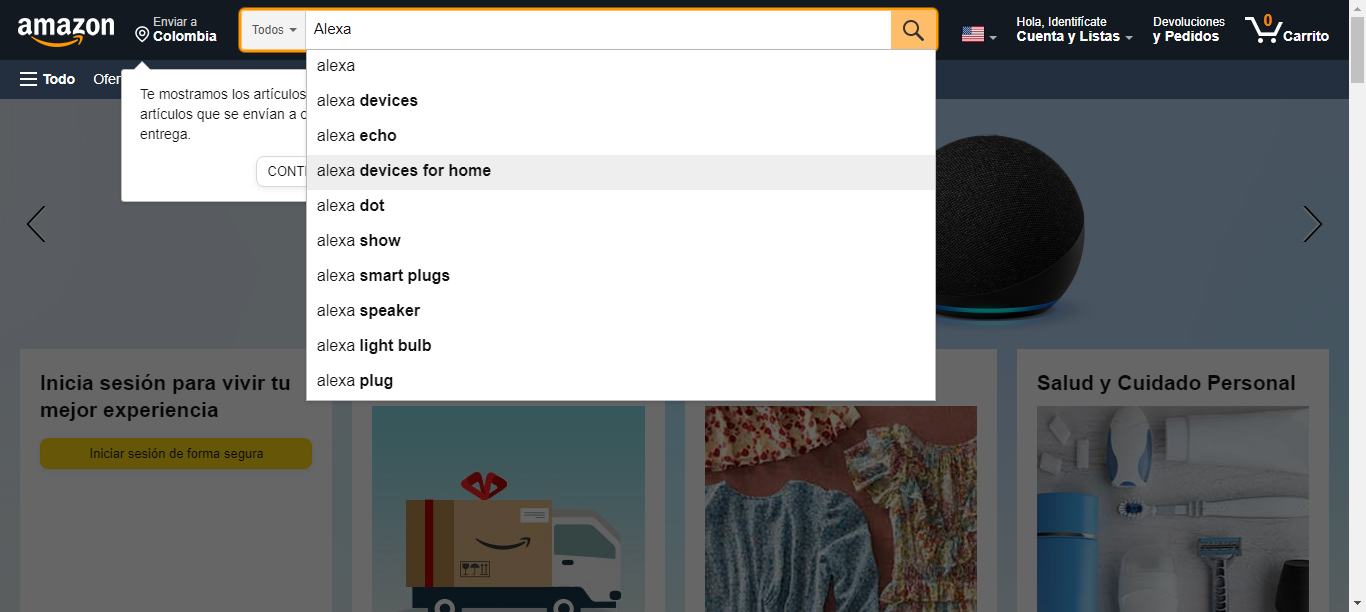 amazon
Enviar a
Colombia
Todos
Alexa
Hola, Identifícate
Cuenta y Listas
Devoluciones
y Pedidos
0
Carrito
Todo
Ofer
Te mostramos los artículos
artículos que se envían a
entrega.
CONT
alexa
alexa devices
alexa echo
alexa devices for home
alexa dot
alexa show
alexa smart plugs
alexa speaker
alexa light bulb
alexa plug
Inicia sesión para vivir tu
mejor experiencia
Iniciar sesión de forma segura
Salud y Cuidado Personal